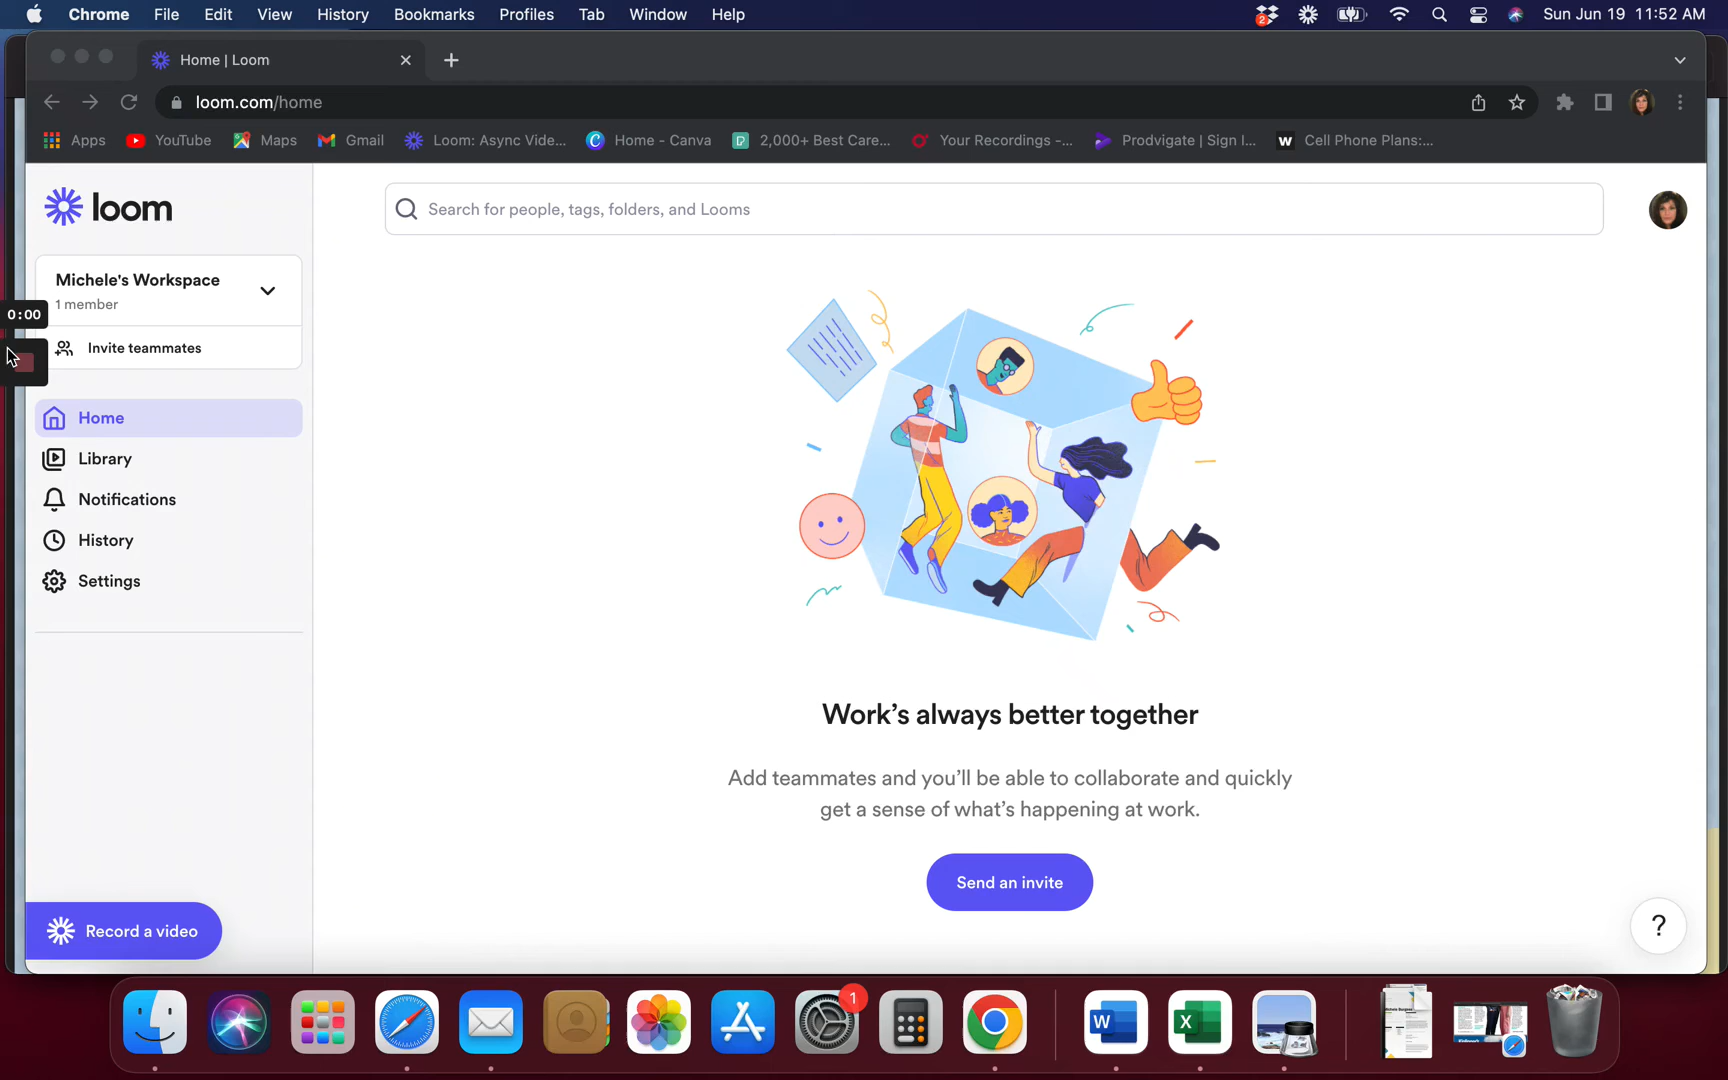 Chrome File Edit View History Bookmarks Profiles Tab Window Help 2 Sun Jun 19 11:52 AM
Home | Loom
loom.com/home
Apps YouTube Maps Gmail Loom: Async Vide... Home - Canva 2,000+ Best Care... Your Recordings -... Prodvigate | Sign I... Cell Phone Plans:...
loom
Search for people, tags, folders, and Looms
Michele's Workspace
1 member
0:00
Invite teammates
Home
Library
Notifications
History
Settings
Work's always better together
Add teammates and you'll be able to collaborate and quickly
get a sense of what's happening at work.
Send an invite
Record a video
?
1
W
X